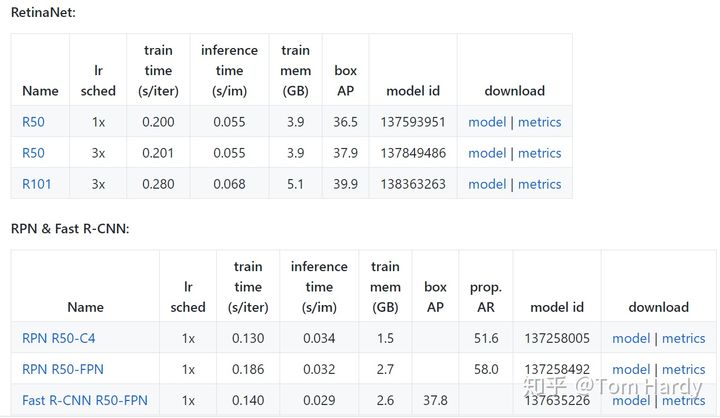 RetinaNet:
Name lr sched train time (s/iter) inference time (s/im) train mem (GB) box AP model id download
R50 1x 0.200 0.055 3.9 36.5 137593951 model | metrics
R50 3x 0.201 0.055 3.9 37.9 137849486 model | metrics
R101 3x 0.280 0.068 5.1 39.9 138363263 model | metrics
RPN & Fast R-CNN:
Name lr sched train time (s/iter) inference time (s/im) train mem (GB) box AP prop. AR model id download
RPN R50-C4 1x 0.130 0.034 1.5 51.6 137258005 model | metrics
RPN R50-FPN 1x 0.186 0.032 2.7 58.0 137258492 model | metrics
Fast R-CNN R50-FPN 1x 0.140 0.029 2.6 37.8 137635226 model | metrics
知乎 @Tom Hardy